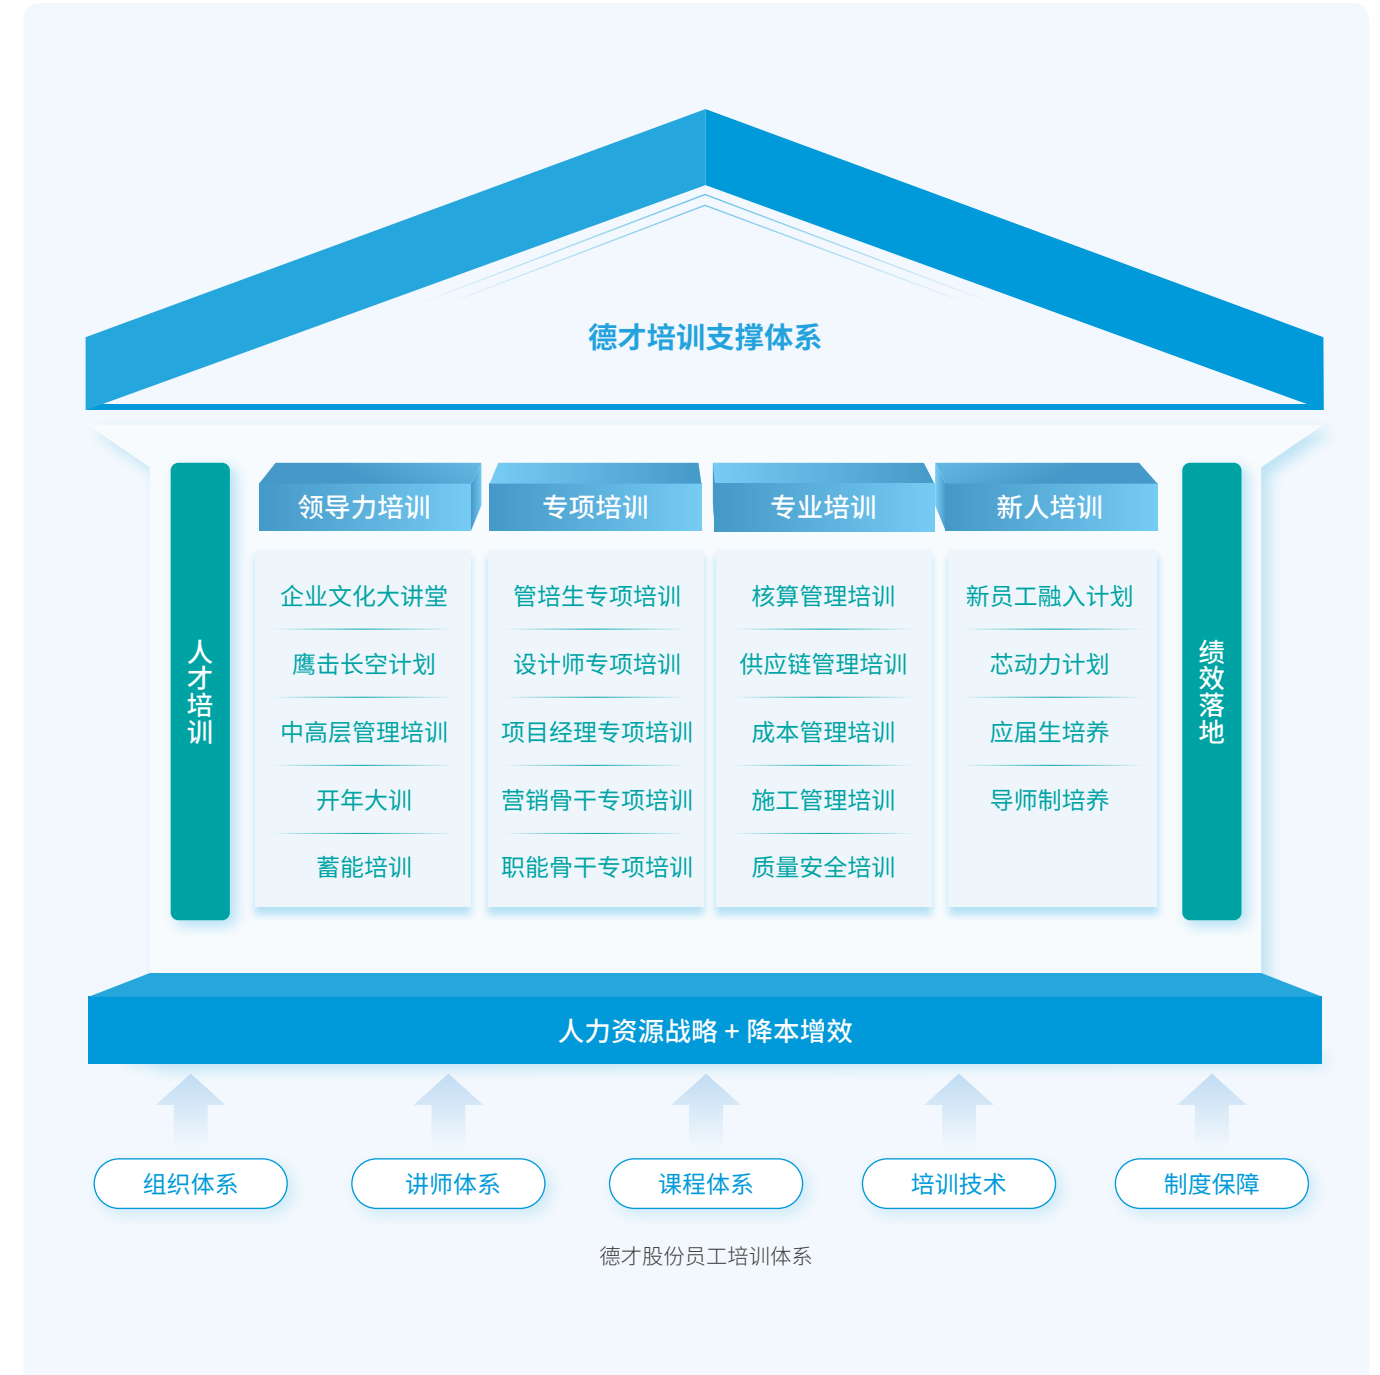 德才培训支撑体系
人才培训
领导力培训
企业文化大讲堂
鹰击长空计划
中高层管理培训
开年大训
蓄能培训
专项培训
管培生专项培训
设计师专项培训
项目经理专项培训
营销骨干专项培训
职能骨干专项培训
专业培训
核算管理培训
供应链管理培训
成本管理培训
施工管理培训
质量安全培训
新人培训
新员工融入计划
芯动力计划
应届生培养
导师制培养
绩效落地
人力资源战略 + 降本增效
组织体系
讲师体系
课程体系
培训技术
制度保障
德才股份员工培训体系